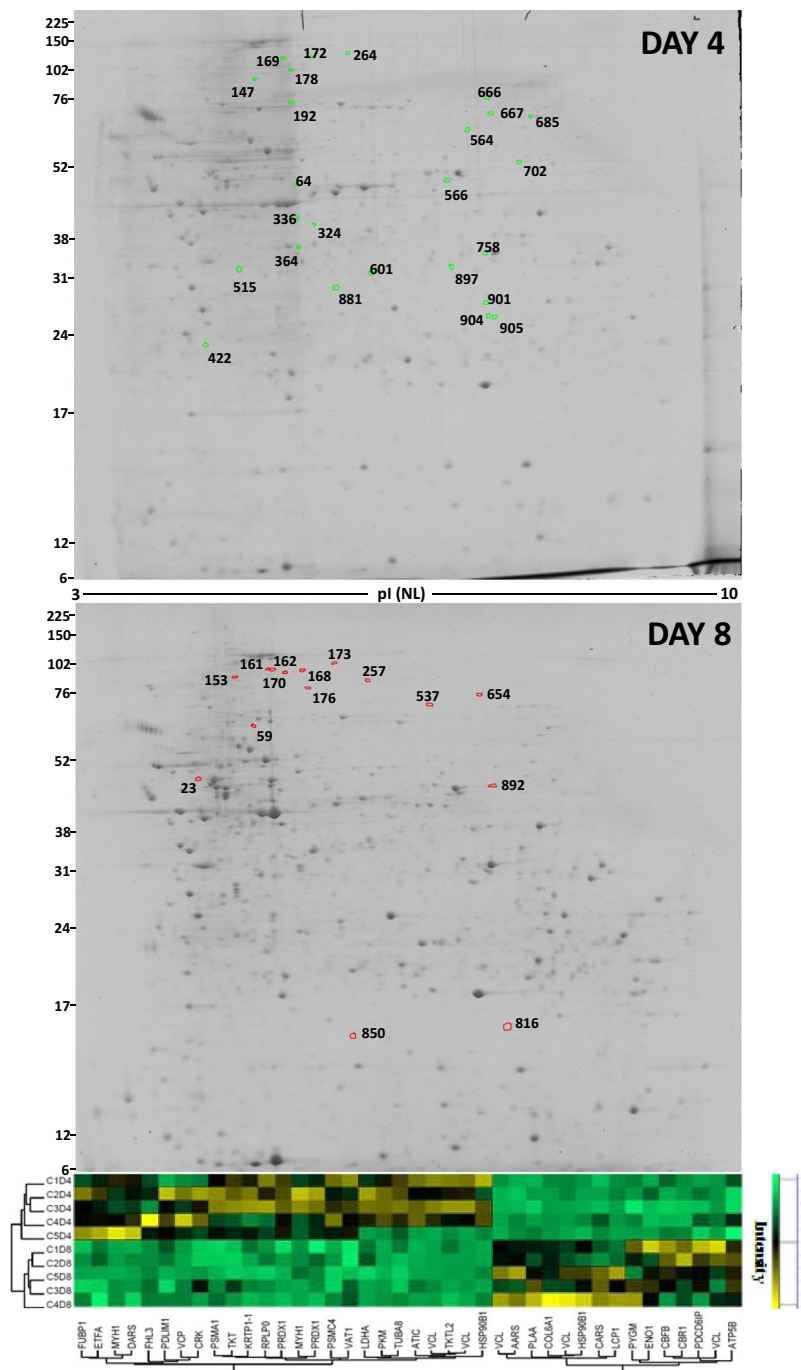 225
150
102
76
52
38
31
24
17
12
6
DAY 4
169
172
264
178
147
192
666
667
685
564
702
64
566
336
324
364
758
515
601
897
881
901
904
905
422
3 pI (NL) 10
225
150
102
76
52
38
31
24
17
12
6
DAY 8
173
161
162
153
170
168
257
176
537
654
59
23
892
850
816
C1D4
C2D4
C3D4
C4D4
C5D4
C1D8
C2D8
C5D8
C3D8
C4D8
Intensity
FUBP1
ETFA
MYH1
DARS
FHL3
PDLIM1
VCP
CRK
PSMA1
TKT
KRTP1-1
RPLP0
PRDX1
MYH1
PRDX1
PSMC4
VAT1
LDHA
PKM
TUBA8
ATIC
VCL
TKTL2
VCL
HSP90B1
VCL
AARS
PLAA
COL6A1
VCL
HSP90B1
CARS
LCP1
PYGM
ENO1
CBFB
CBR1
PDCD6IP
VCL
ATP5B